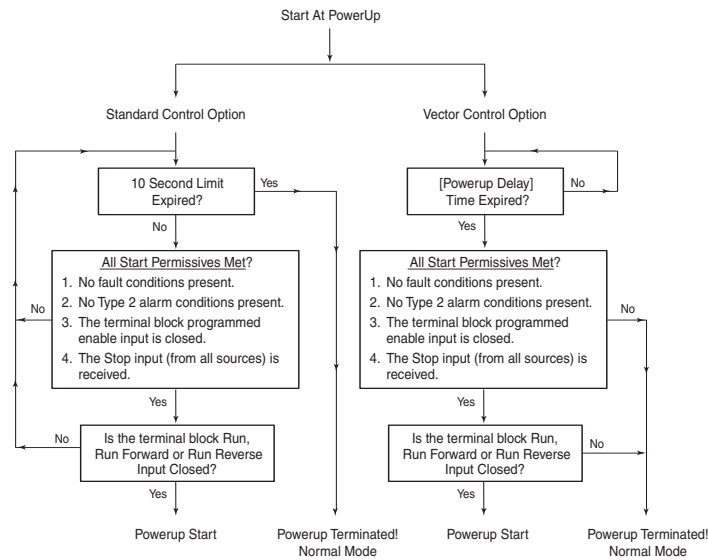 Start At PowerUp
Standard Control Option
Vector Control Option
10 Second Limit
Expired?
Yes
No
[Powerup Delay]
Time Expired?
No
Yes
All Start Permissives Met?
1. No fault conditions present.
2. No Type 2 alarm conditions present.
3. The terminal block programmed
enable input is closed.
4. The Stop input (from all sources) is
received.
No
Yes
All Start Permissives Met?
1. No fault conditions present.
2. No Type 2 alarm conditions present.
3. The terminal block programmed
enable input is closed.
4. The Stop input (from all sources) is
received.
No
Yes
Is the terminal block Run,
Run Forward or Run Reverse
Input Closed?
No
Yes
Is the terminal block Run,
Run Forward or Run Reverse
Input Closed?
No
Yes
Powerup Start
Powerup Terminated!
Normal Mode
Powerup Start
Powerup Terminated!
Normal Mode